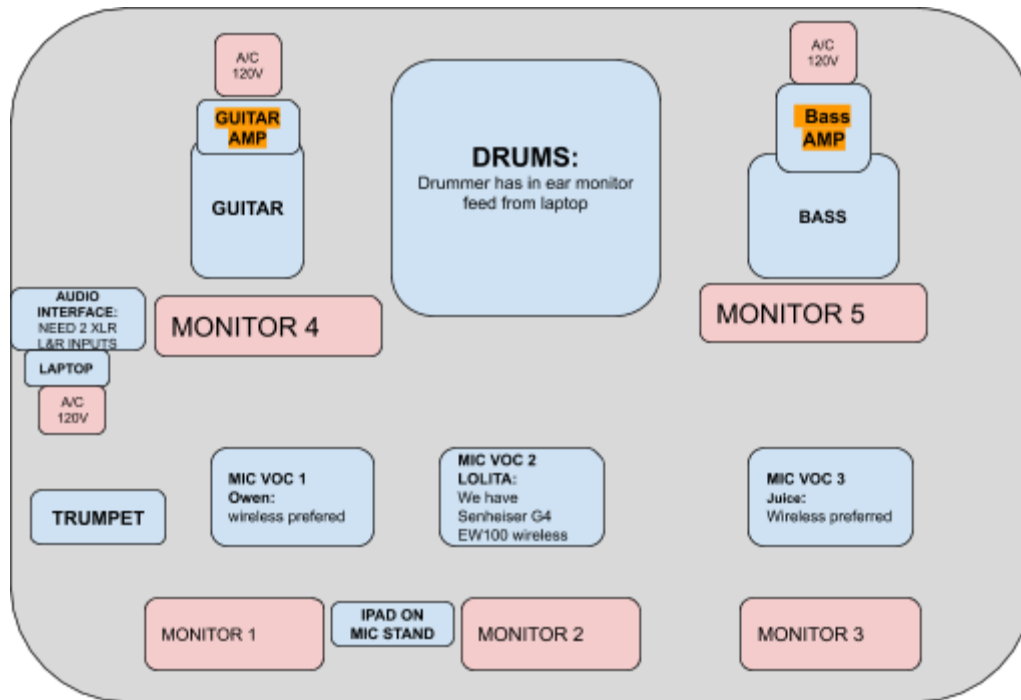 A/C
120V
GUITAR
AMP
GUITAR
DRUMS:
Drummer has in ear monitor
feed from laptop
A/C
120V
Bass
AMP
BASS
AUDIO
INTERFACE:
NEED 2 XLR
L&R INPUTS
LAPTOP
A/C
120V
MONITOR 4
MONITOR 5
TRUMPET
MIC VOC 1
Owen:
wireless prefered
MIC VOC 2
LOLITA:
We have
Senheiser G4
EW100 wireless
MIC VOC 3
Juice:
Wireless preferred
MONITOR 1
IPAD ON
MIC STAND
MONITOR 2
MONITOR 3